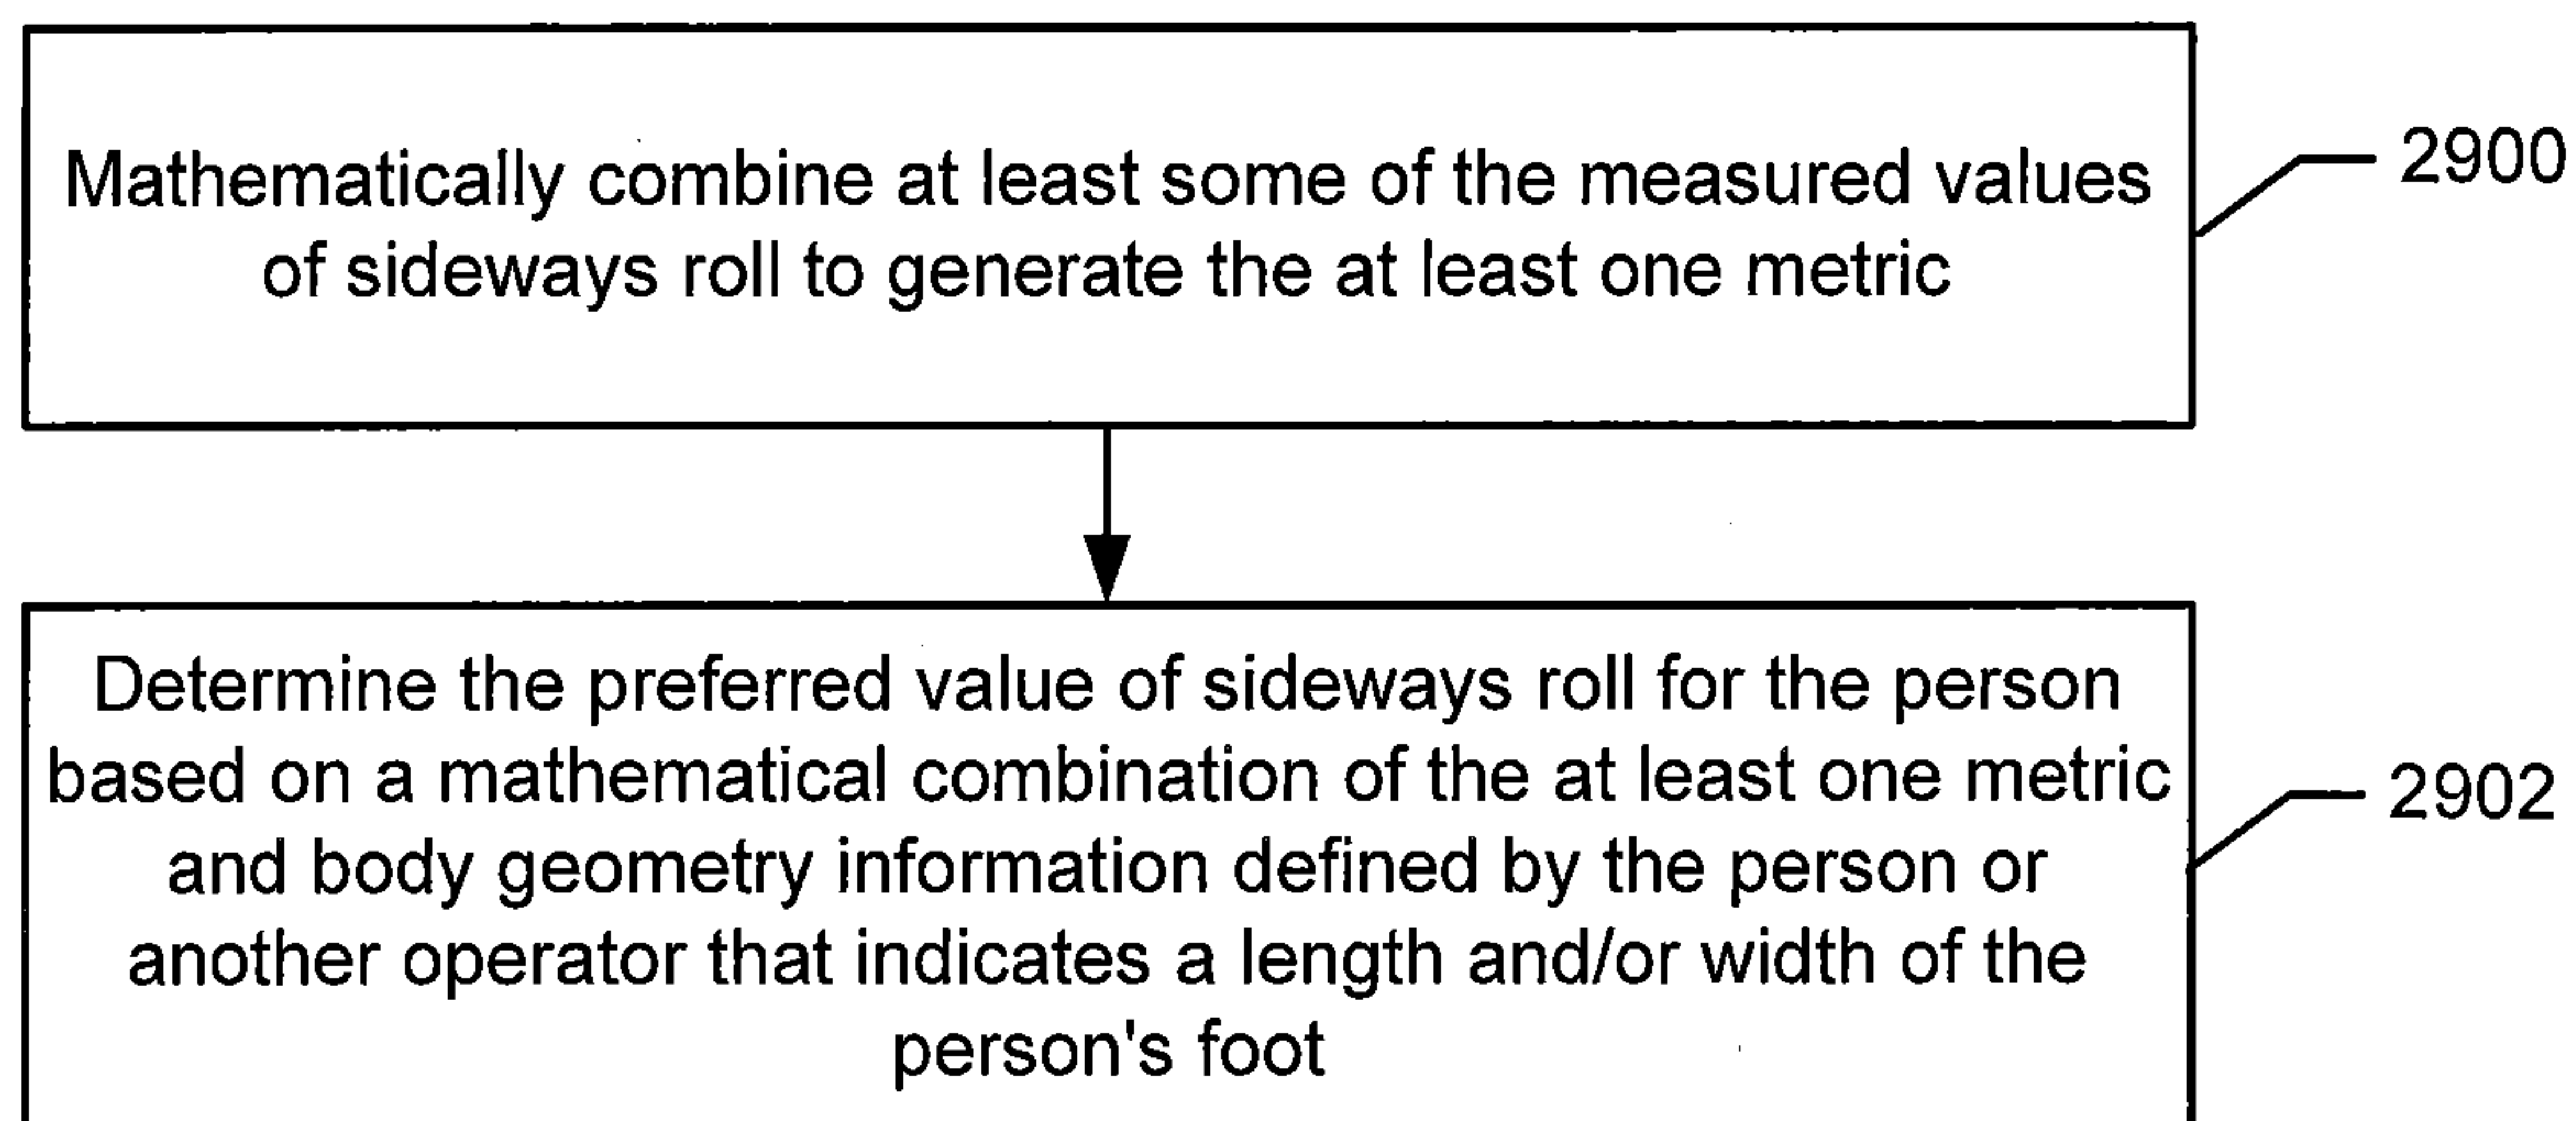 Mathematically combine at least some of the measured values
of sideways roll to generate the at least one metric
2900
Determine the preferred value of sideways roll for the person
based on a mathematical combination of the at least one metric
and body geometry information defined by the person or
another operator that indicates a length and/or width of the
person's foot
2902